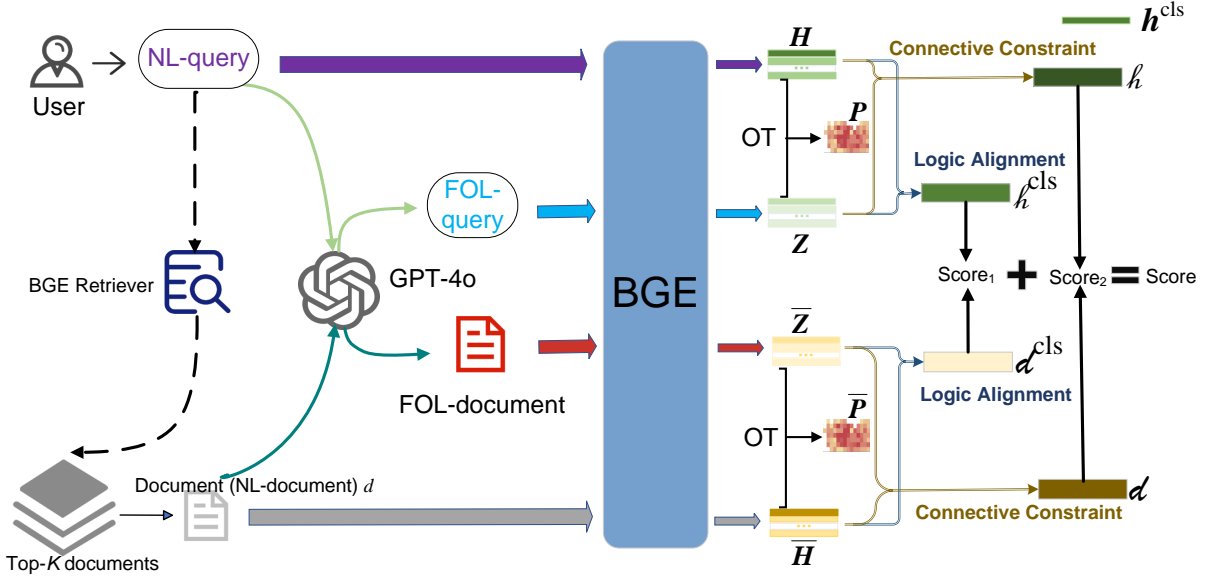 h^cls
NL-query
User
H
Connective Constraint
h
P
OT
Logic Alignment
FOL-
query
h^cls
Z
BGE Retriever
GPT-4o
BGE
Score₁
Score₂
Score
Z̅
d^cls
FOL-document
Logic Alignment
P̅
OT
Document (NL-document) d
d
Connective Constraint
H̅
Top-K documents